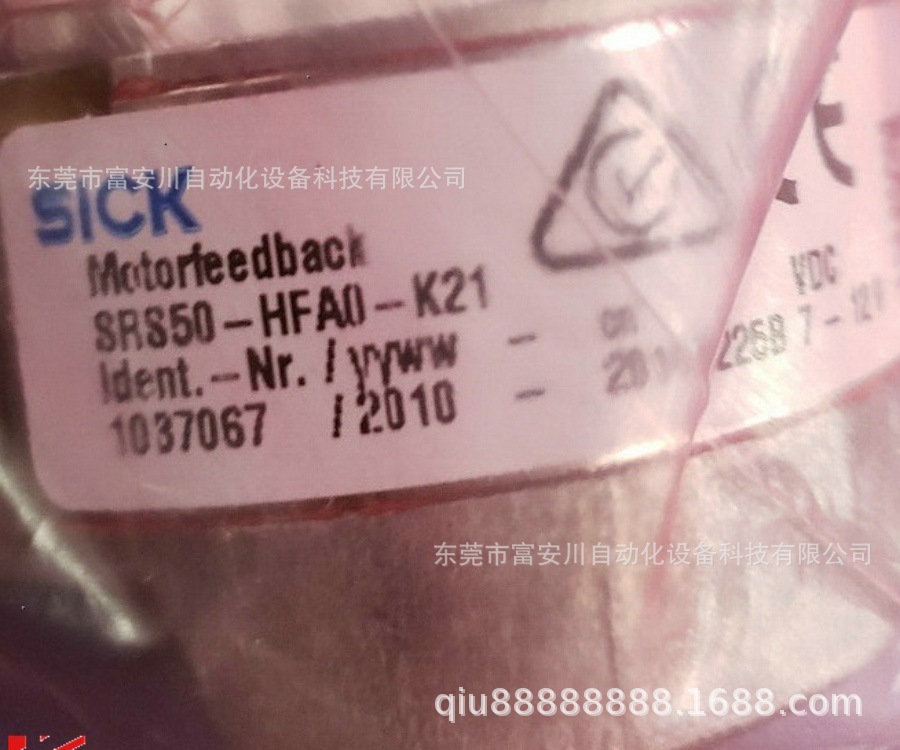 东莞市富安川自动化设备科技有限公司
SICK
Motorfeedback
SRS50-HFA0-K21
Ident.-Nr. / yyww -
1037067 / 2010 -
VDC
7-12V
东莞市富安川自动化设备科技有限公司
qiu88888888.1688.com